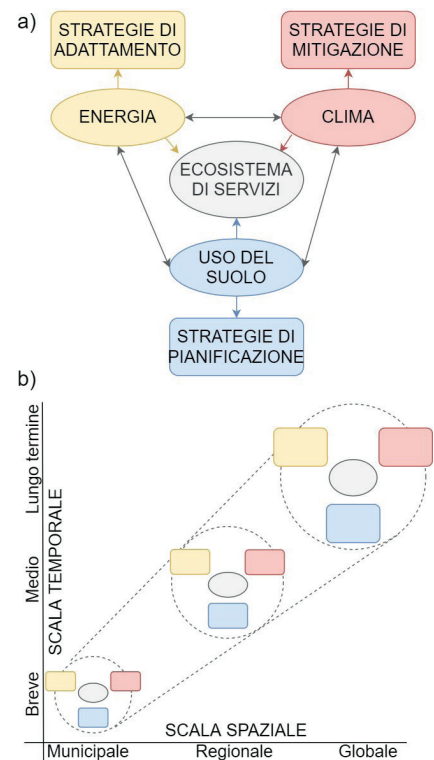 a)
STRATEGIE DI
ADATTAMENTO
STRATEGIE DI
MITIGAZIONE
ENERGIA
CLIMA
ECOSISTEMA
DI SERVIZI
USO DEL
SUOLO
STRATEGIE DI
PIANIFICAZIONE
b)
Lungo termine
Medio
Breve
SCALA TEMPORALE
SCALA SPAZIALE
Municipale
Regionale
Globale